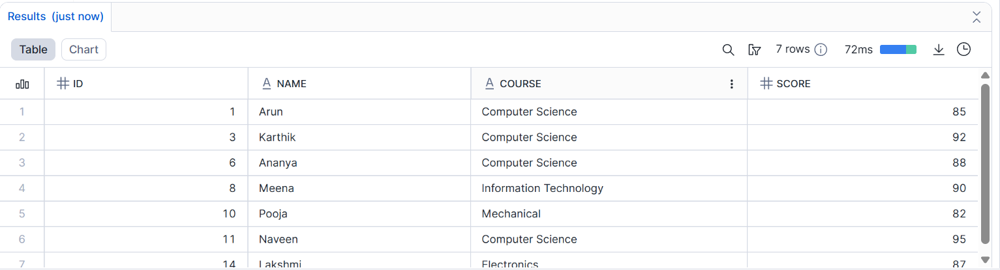 Results (just now)
Table Chart 7 rows 72ms
ID NAME COURSE SCORE
1 1 Arun Computer Science 85
2 3 Karthik Computer Science 92
3 6 Ananya Computer Science 88
4 8 Meena Information Technology 90
5 10 Pooja Mechanical 82
6 11 Naveen Computer Science 95
7 14 Lakshmi Electronics 87